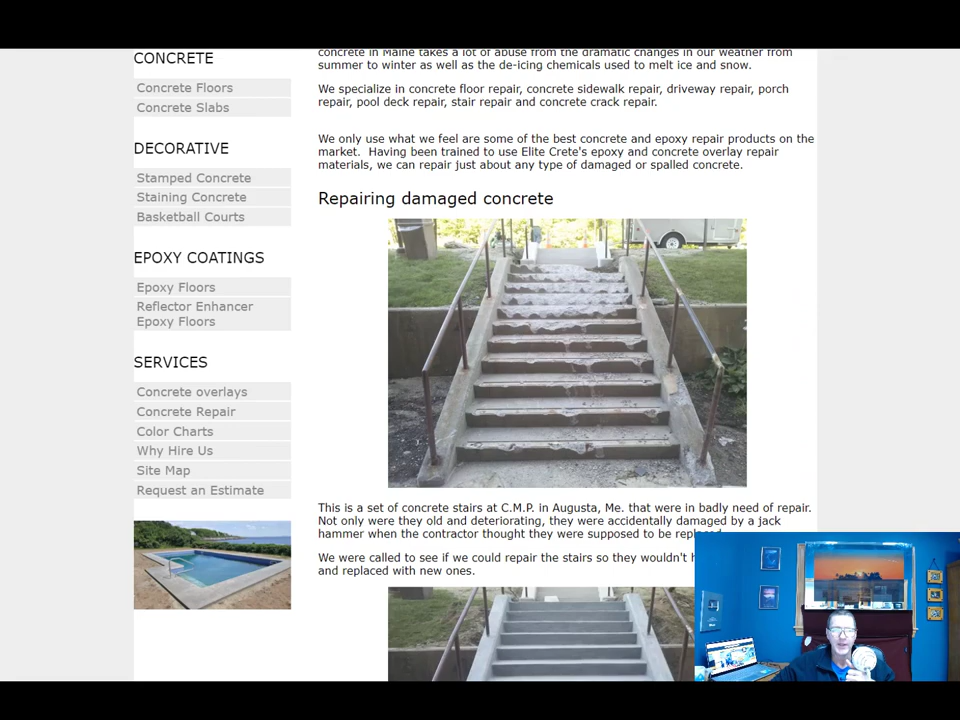 CONCRETE
Concrete Floors
Concrete Slabs
DECORATIVE
Stamped Concrete
Staining Concrete
Basketball Courts
EPOXY COATINGS
Epoxy Floors
Reflector Enhancer
Epoxy Floors
SERVICES
Concrete overlays
Concrete Repair
Color Charts
Why Hire Us
Site Map
Request an Estimate
concrete in Maine takes a lot of abuse from the dramatic changes in our weather from
summer to winter as well as the de-icing chemicals used to melt ice and snow.
We specialize in concrete floor repair, concrete sidewalk repair, driveway repair, porch
repair, pool deck repair, stair repair and concrete crack repair.
We only use what we feel are some of the best concrete and epoxy repair products on the
market. Having been trained to use Elite Crete's epoxy and concrete overlay repair
materials, we can repair just about any type of damaged or spalled concrete.
Repairing damaged concrete
This is a set of concrete stairs at C.M.P. in Augusta, Me. that were in badly need of repair.
Not only were they old and deteriorating, they were accidentally damaged by a jack
hammer when the contractor thought they were supposed to be
We were called to see if we could repair the stairs so they wouldn't
and replaced with new ones.